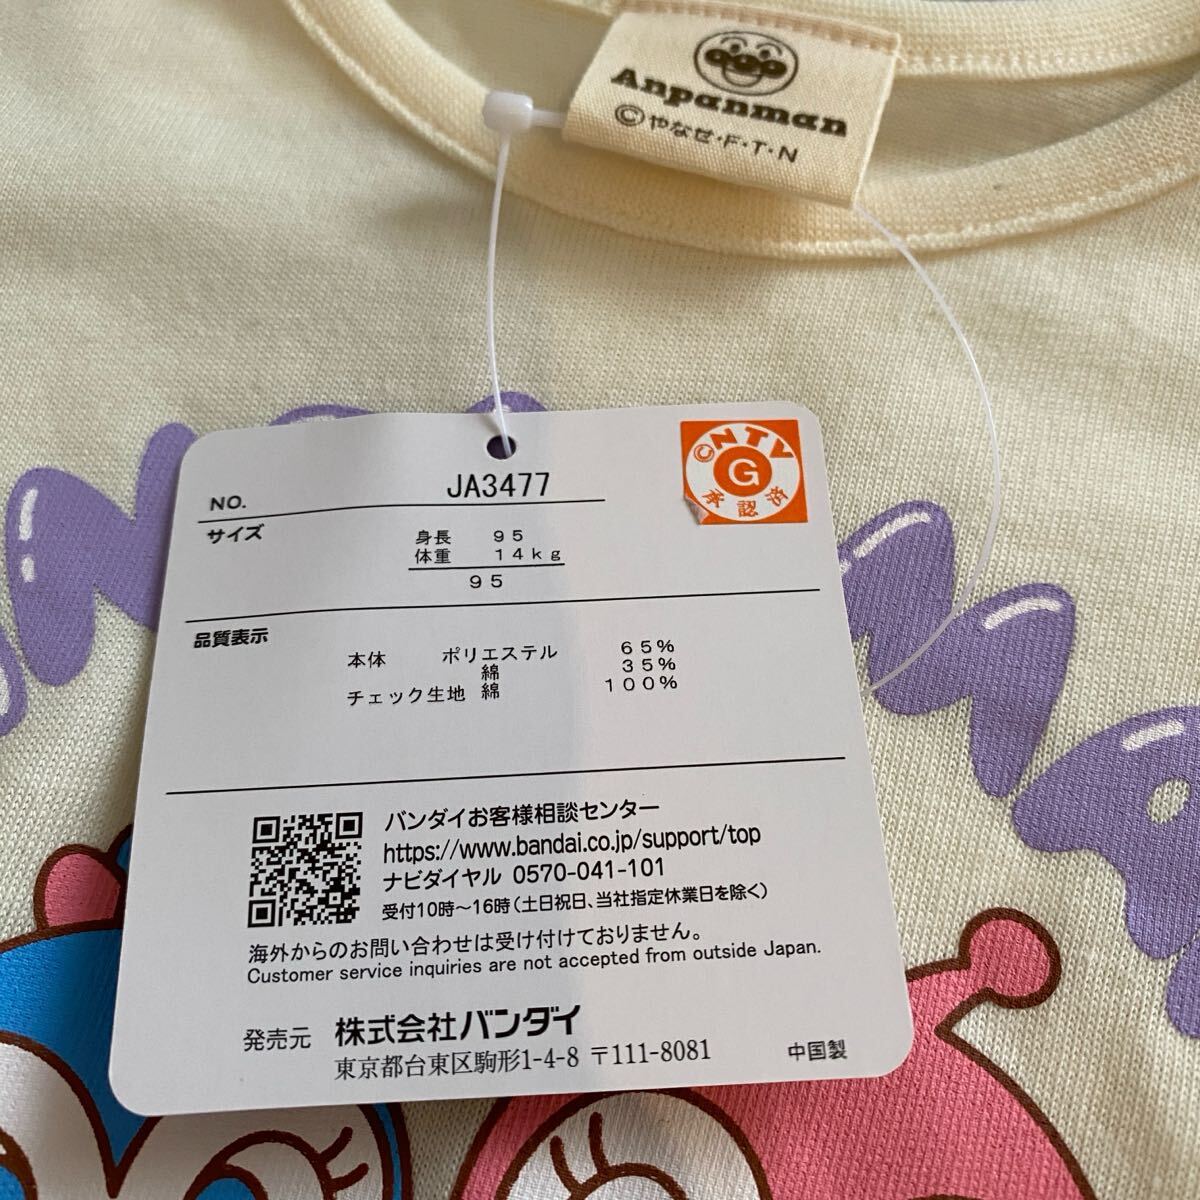 Anpanman
©やなせ・F・T・N
NO. JA3477
©NTV
G
承認済
サイズ
身長 95
体重 14kg
95
品質表示
本体 ポリエステル 65%
綿 35%
チェック生地 綿 100%
バンダイお客様相談センター
https://www.bandai.co.jp/support/top
ナビダイヤル 0570-041-101
受付10時～16時(土日祝日、当社指定休業日を除く)
海外からのお問い合わせは受け付けておりません。
Customer service inquiries are not accepted from outside Japan.
発売元 株式会社バンダイ
東京都台東区駒形1-4-8 〒111-8081
中国製